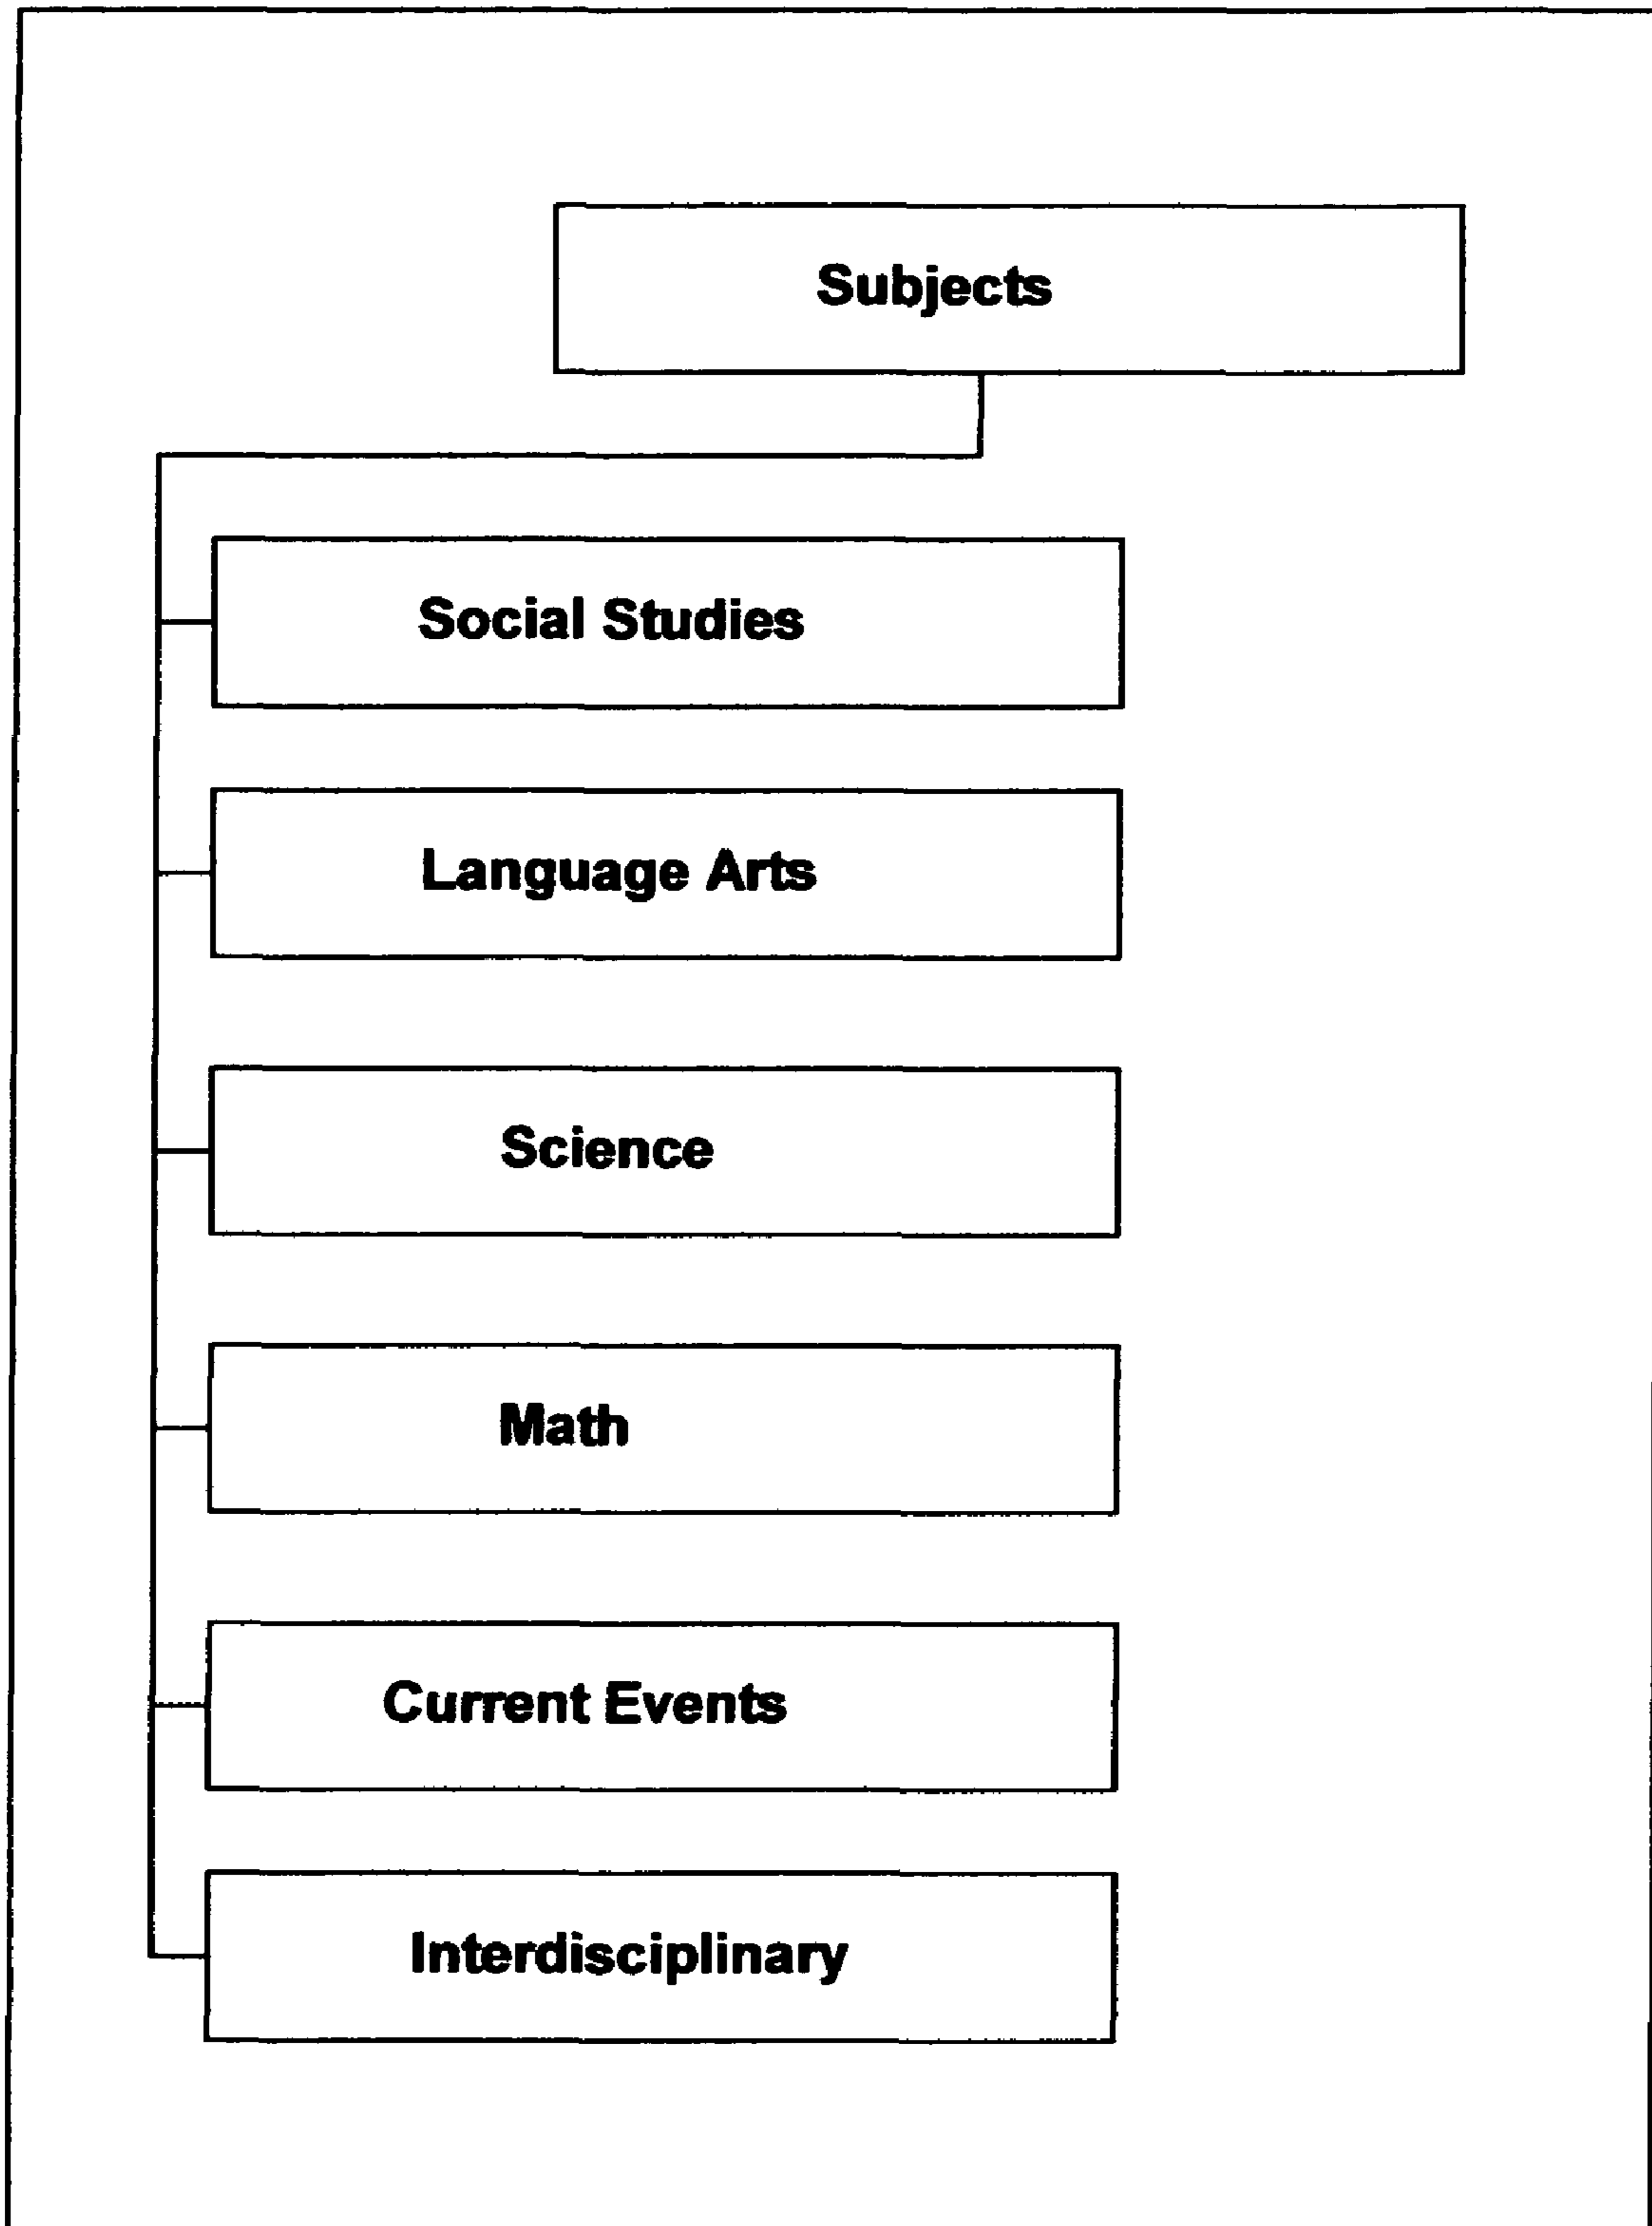 Subjects
Social Studies
Language Arts
Science
Math
Current Events
Interdisciplinary